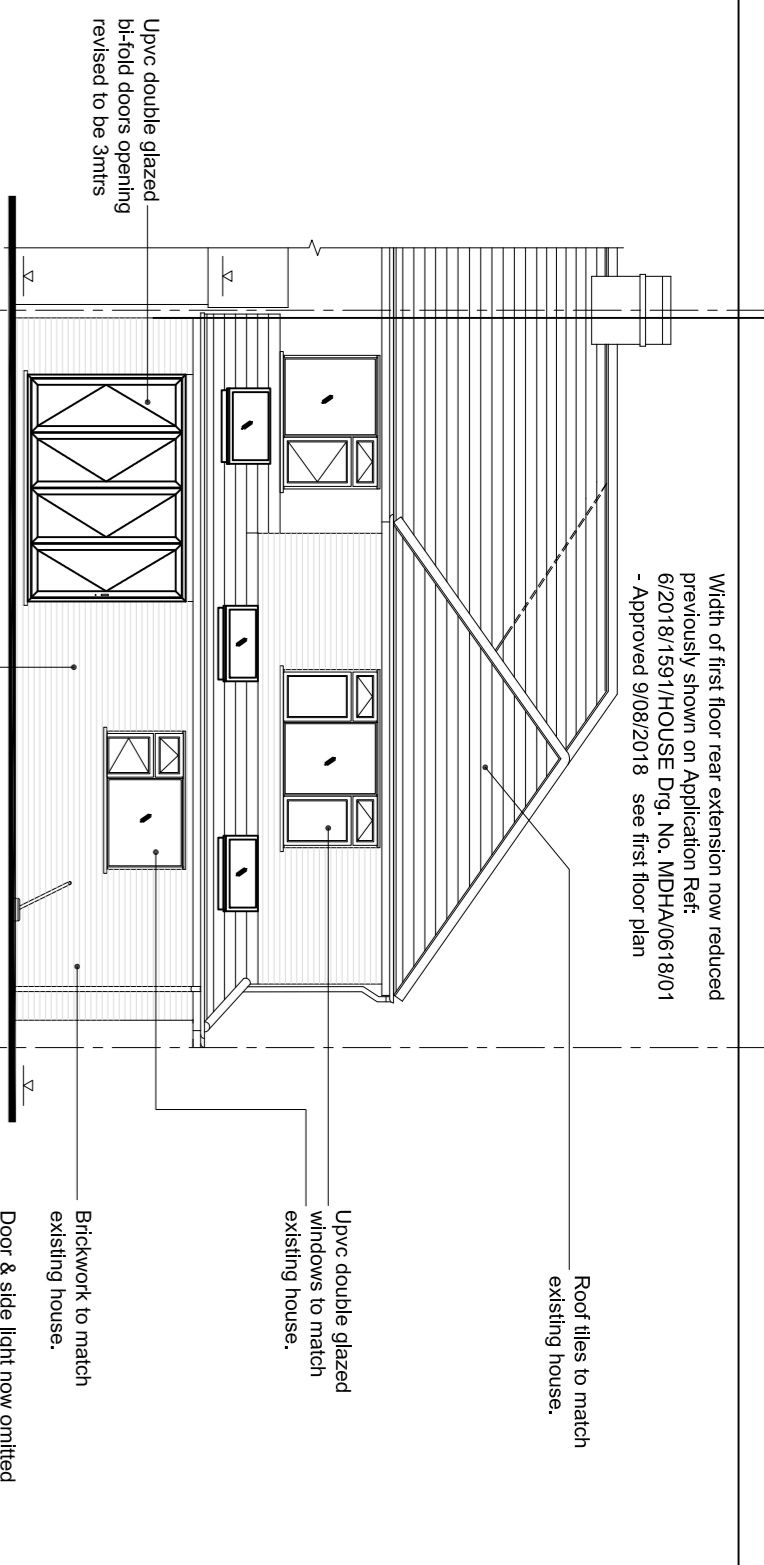 Width of first floor rear extension now reduced
previously shown on Application Ref:
6/2018/1591/HOUSE Drg. No. MDHA/0618/01
- Approved 9/08/2018 see first floor plan
Roof tiles to match
existing house.
Upvc double glazed
windows to match
existing house.
Upvc double glazed
bi-fold doors opening
revised to be 3mtrs
Brickwork to match
existing house.
Door & side light now omitted